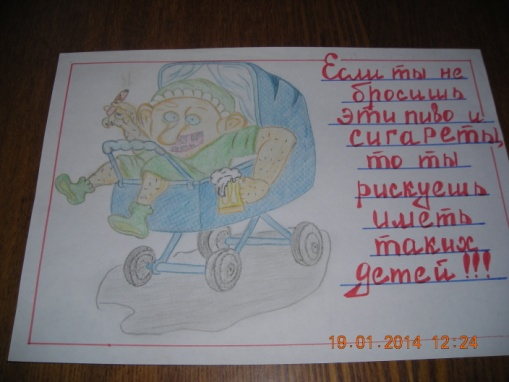 Если ты не
бросишь
эти пиво и
сигареты,
то ты
рискуешь
иметь
таких
детей!!!
19.01.2014 12:24